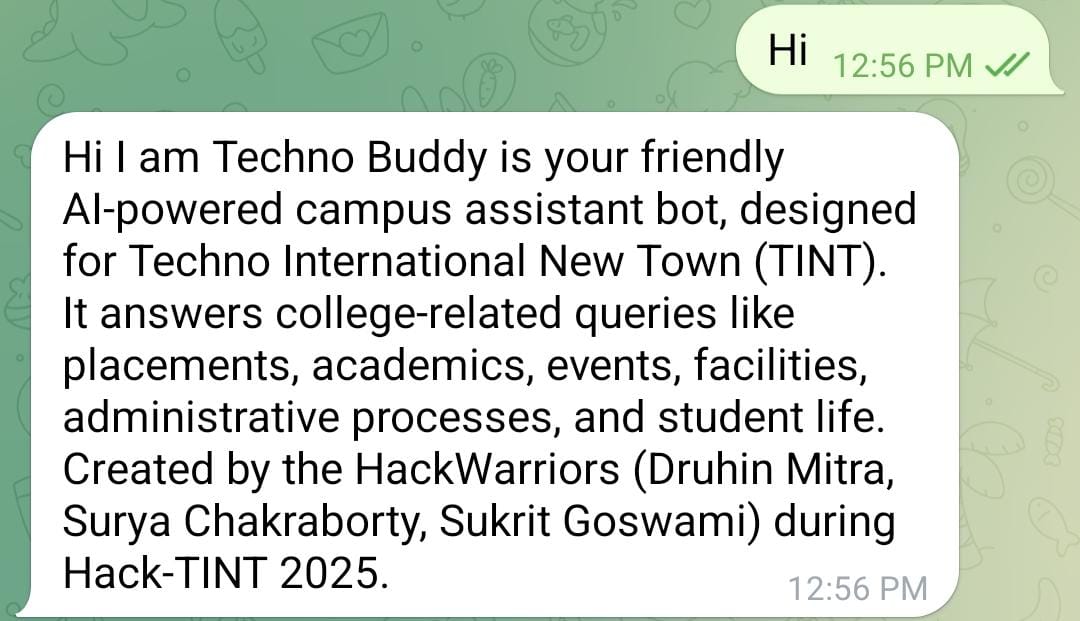 Hi 12:56 PM
Hi I am Techno Buddy is your friendly
AI-powered campus assistant bot, designed
for Techno International New Town (TINT).
It answers college-related queries like
placements, academics, events, facilities,
administrative processes, and student life.
Created by the HackWarriors (Druhin Mitra,
Surya Chakraborty, Sukrit Goswami) during
Hack-TINT 2025.
12:56 PM